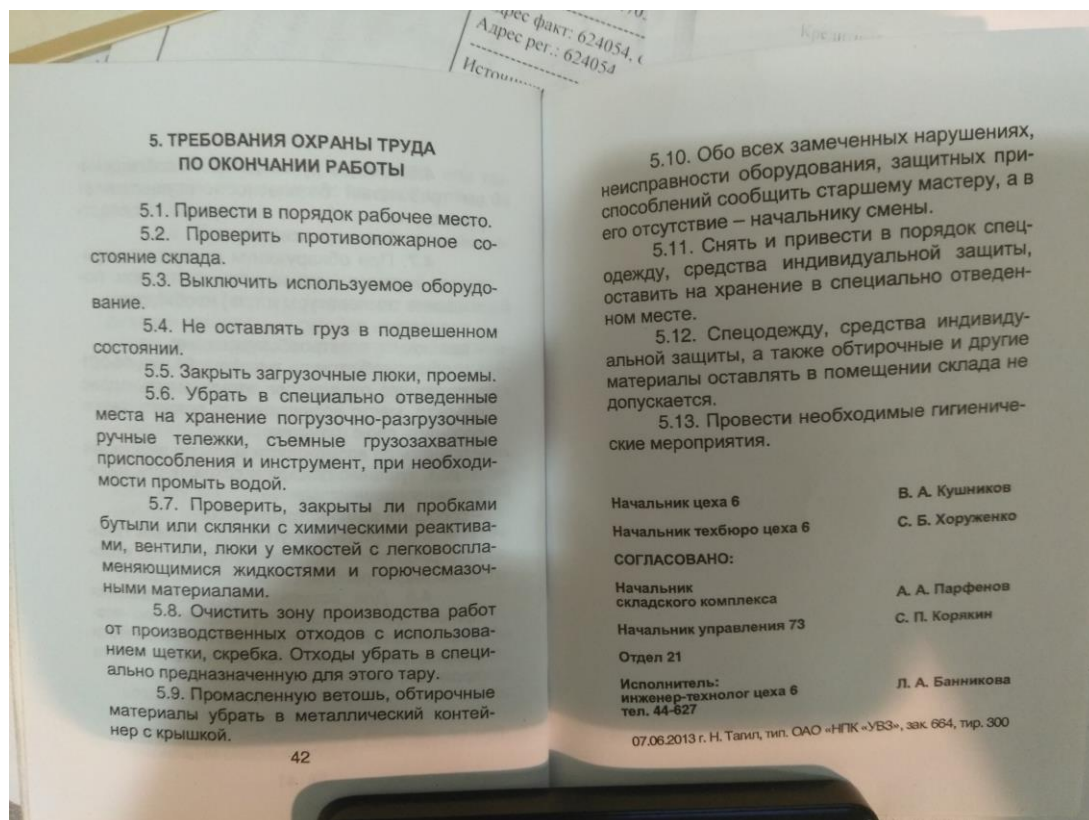 Адрес факт: 624054,
Адрес рег.: 624054
5. ТРЕБОВАНИЯ ОХРАНЫ ТРУДА
ПО ОКОНЧАНИИ РАБОТЫ
5.1. Привести в порядок рабочее место.
5.2. Проверить противопожарное со-
стояние склада.
5.3. Выключить используемое оборудо-
вание.
5.4. Не оставлять груз в подвешенном
состоянии.
5.5. Закрыть загрузочные люки, проемы.
5.6. Убрать в специально отведенные
места на хранение погрузочно-разгрузочные
ручные тележки, съемные грузозахватные
приспособления и инструмент, при необходи-
мости промыть водой.
5.7. Проверить, закрыты ли пробками
бутыли или склянки с химическими реактива-
ми, вентили, люки у емкостей с легковоспла-
меняющимися жидкостями и горючесмазоч-
ными материалами.
5.8. Очистить зону производства работ
от производственных отходов с использова-
нием щетки, скребка. Отходы убрать в специ-
ально предназначенную для этого тару.
5.9. Промасленную ветошь, обтирочные
материалы убрать в металлический контей-
нер с крышкой.
42
5.10. Обо всех замеченных нарушениях,
неисправности оборудования, защитных при-
способлений сообщить старшему мастеру, а в
его отсутствие – начальнику смены.
5.11. Снять и привести в порядок спец-
одежду, средства индивидуальной защиты,
оставить на хранение в специально отведен-
ном месте.
5.12. Спецодежду, средства индивиду-
альной защиты, а также обтирочные и другие
материалы оставлять в помещении склада не
допускается.
5.13. Провести необходимые гигиениче-
ские мероприятия.
Начальник цеха 6 В. А. Кушников
Начальник техбюро цеха 6 С. Б. Хоруженко
СОГЛАСОВАНО:
Начальник
складского комплекса А. А. Парфенов
Начальник управления 73 С. П. Корякин
Отдел 21
Исполнитель:
инженер-технолог цеха 6 Л. А. Банникова
тел. 44-627
07.06.2013 г. Н. Тагил, тип. ОАО «НПК «УВЗ», зак. 664, тир. 300